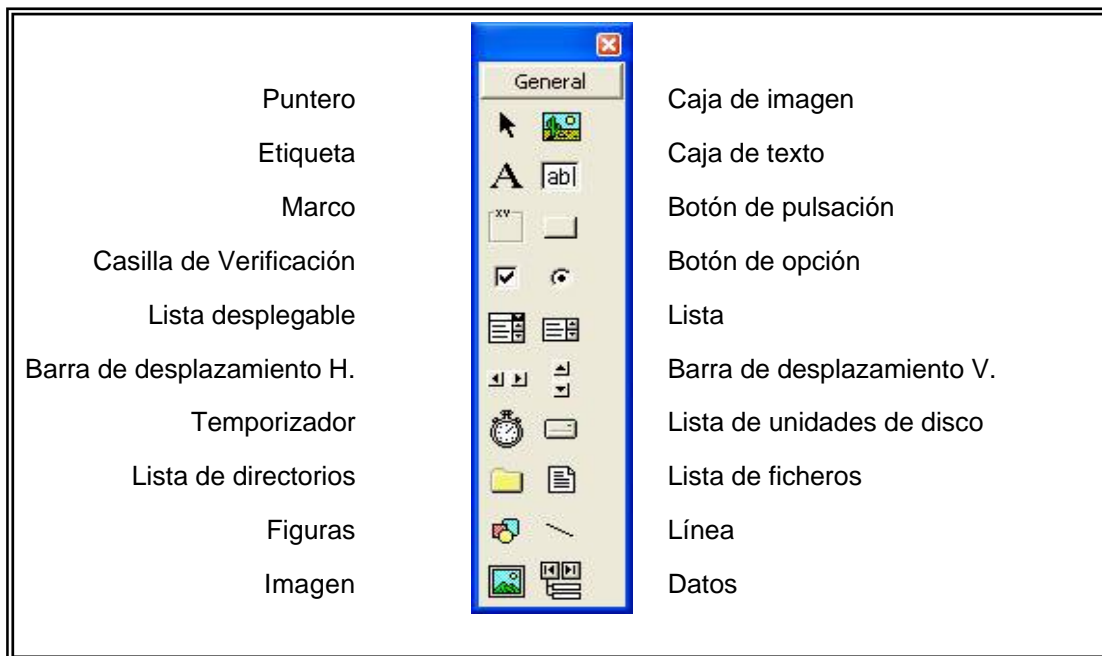 General
Puntero
Caja de imagen
Etiqueta
A
ab
Caja de texto
Marco
xv
Botón de pulsación
Casilla de Verificación
Botón de opción
Lista desplegable
Lista
Barra de desplazamiento H.
Barra de desplazamiento V.
Temporizador
Lista de unidades de disco
Lista de directorios
Lista de ficheros
Figuras
Línea
Imagen
Datos